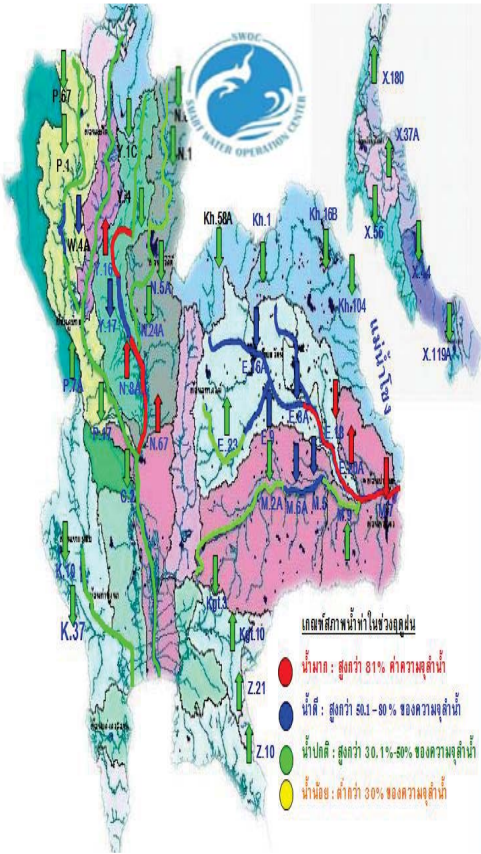 SWOC
SMART WATER OPERATION CENTER
P.67
P.1
Y.1C
N.1
Y.4
W.4A
Y.16
Y.17
N.5A
N.24A
N.8A
N.67
P.17
C.2
K.37
Kh.58A
Kh.1
Kh.16B
Kh.104
แม่น้ำโขง
E.16A
E.8A
E.9
E.23
E.18
E.20A
M.7
M.2A
M.6A
M.5
M.9
Kgt.3
Kgt.10
Z.21
Z.10
X.180
X.37A
X.56
X.44
X.119A
เกณฑ์สภาพน้ำท่าในช่วงฤดูฝน
น้ำมาก : สูงกว่า 81% ค่าความจุลำน้ำ
น้ำดี : สูงกว่า 50.1 - 80 % ของความจุลำน้ำ
น้ำปกติ : สูงกว่า 30.1%-50% ของความจุลำน้ำ
น้ำน้อย : ต่ำกว่า 30% ของความจุลำน้ำ